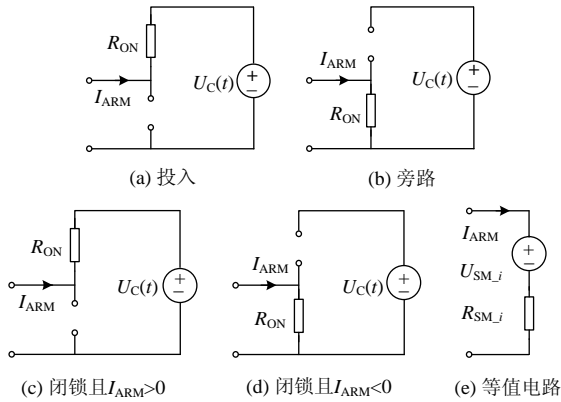 R_ON
I_ARM
U_C(t)
+
−
(a) 投入
I_ARM
R_ON
U_C(t)
+
−
(b) 旁路
R_ON
I_ARM
U_C(t)
+
−
(c) 闭锁且I_ARM>0
I_ARM
R_ON
U_C(t)
+
−
(d) 闭锁且I_ARM<0
I_ARM
+
−
U_SM_i
R_SM_i
(e) 等值电路